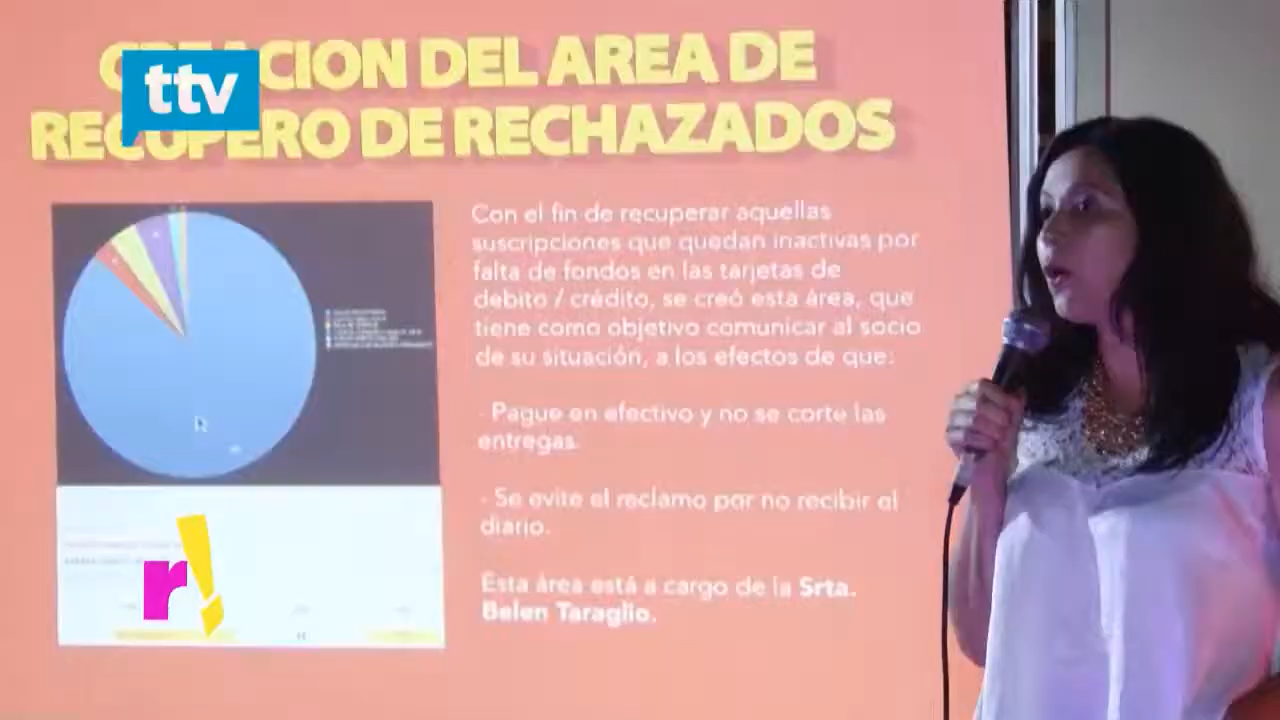 ttv
CREACION DEL AREA DE
RECUPERO DE RECHAZADOS
Con el fin de recuperar aquellas
suscripciones que quedan inactivas por
falta de fondos en las tarjetas de
debito / crédito, se creó esta área, que
tiene como objetivo comunicar al socio
de su situación, a los efectos de que:
- Pague en efectivo y no se corte las
entregas.
- Se evite el reclamo por no recibir el
diario.
Esta área está a cargo de la Srta.
Belen Taraglio.
r!